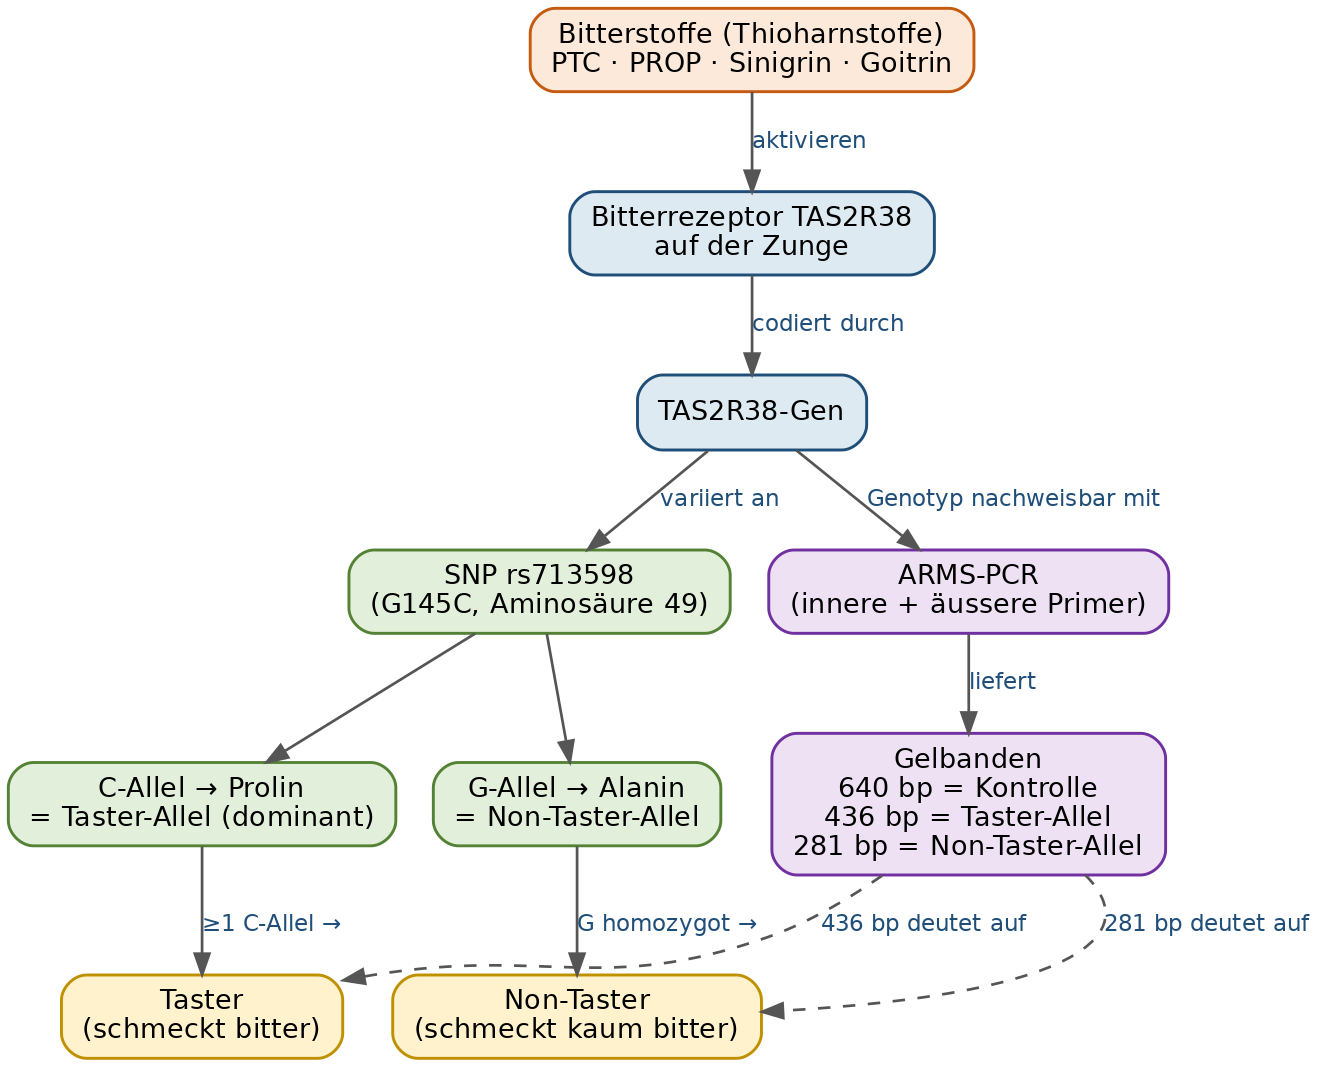 Bitterstoffe (Thioharnstoffe)
PTC · PROP · Sinigrin · Goitrin
aktivieren
Bitterrezeptor TAS2R38
auf der Zunge
codiert durch
TAS2R38-Gen
variiert an
Genotyp nachweisbar mit
SNP rs713598
(G145C, Aminosäure 49)
ARMS-PCR
(innere + äussere Primer)
liefert
C-Allel → Prolin
= Taster-Allel (dominant)
G-Allel → Alanin
= Non-Taster-Allel
Gelbanden
640 bp = Kontrolle
436 bp = Taster-Allel
281 bp = Non-Taster-Allel
≥1 C-Allel →
G homozygot →
436 bp deutet auf
281 bp deutet auf
Taster
(schmeckt bitter)
Non-Taster
(schmeckt kaum bitter)